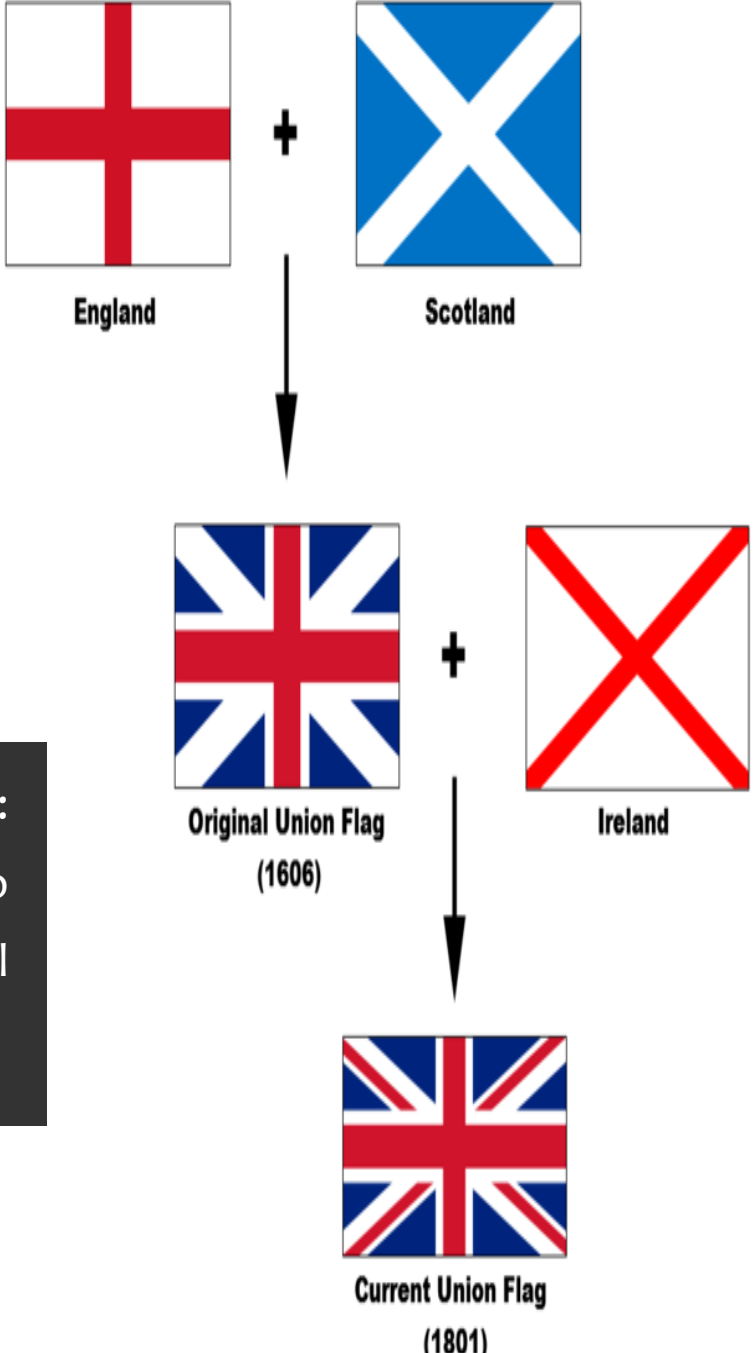 England
Scotland
Original Union Flag
(1606)
Ireland
:
Current Union Flag
(1801)